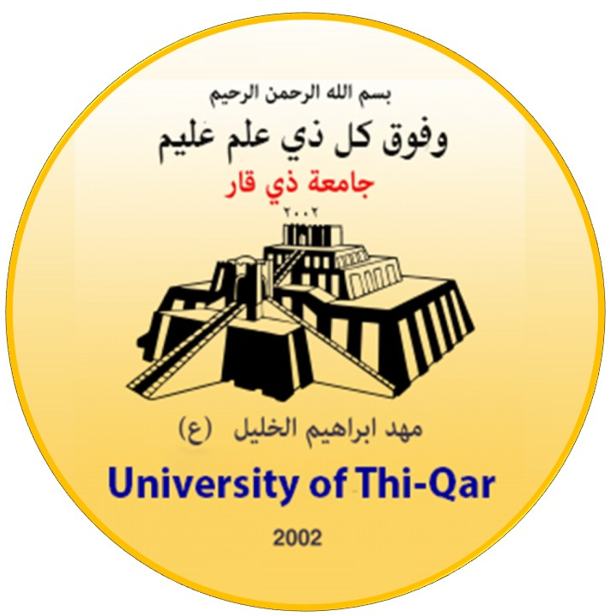 بسم الله الرحمن الرحيم
وفوق كل ذي علم عليم
جامعة ذي قار
٢٠٠٢
مهد ابراهيم الخليل (ع)
University of Thi-Qar
2002